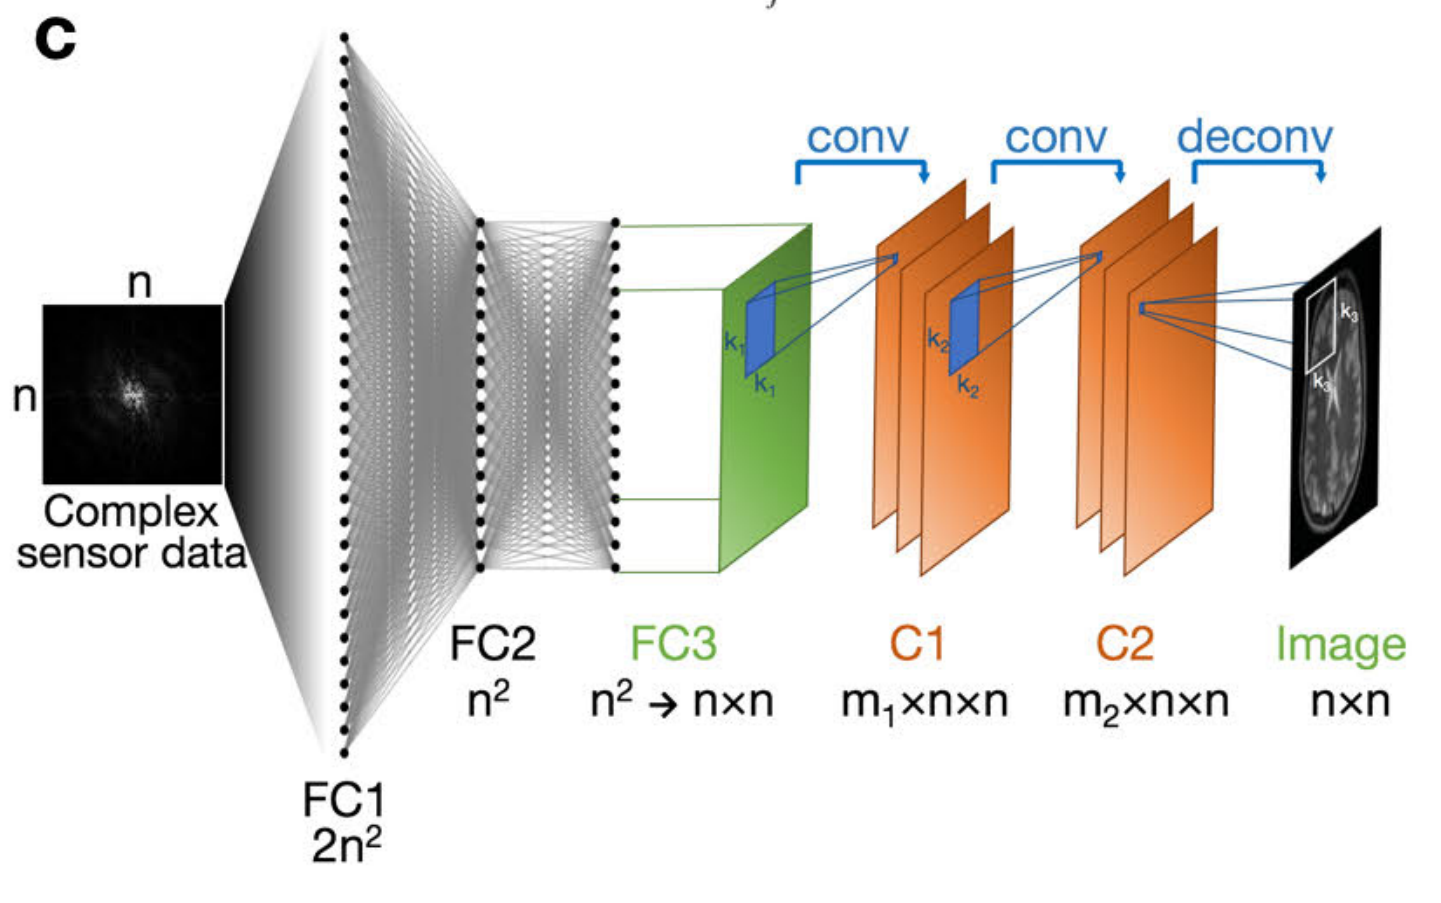 C
conv
conv
deconv
n
n
Complex
sensor data
k₁
k₁
k₂
k₂
k₃
k₃
FC2
n²
FC3
n² → n×n
C1
m₁×n×n
C2
m₂×n×n
Image
n×n
FC1
2n²